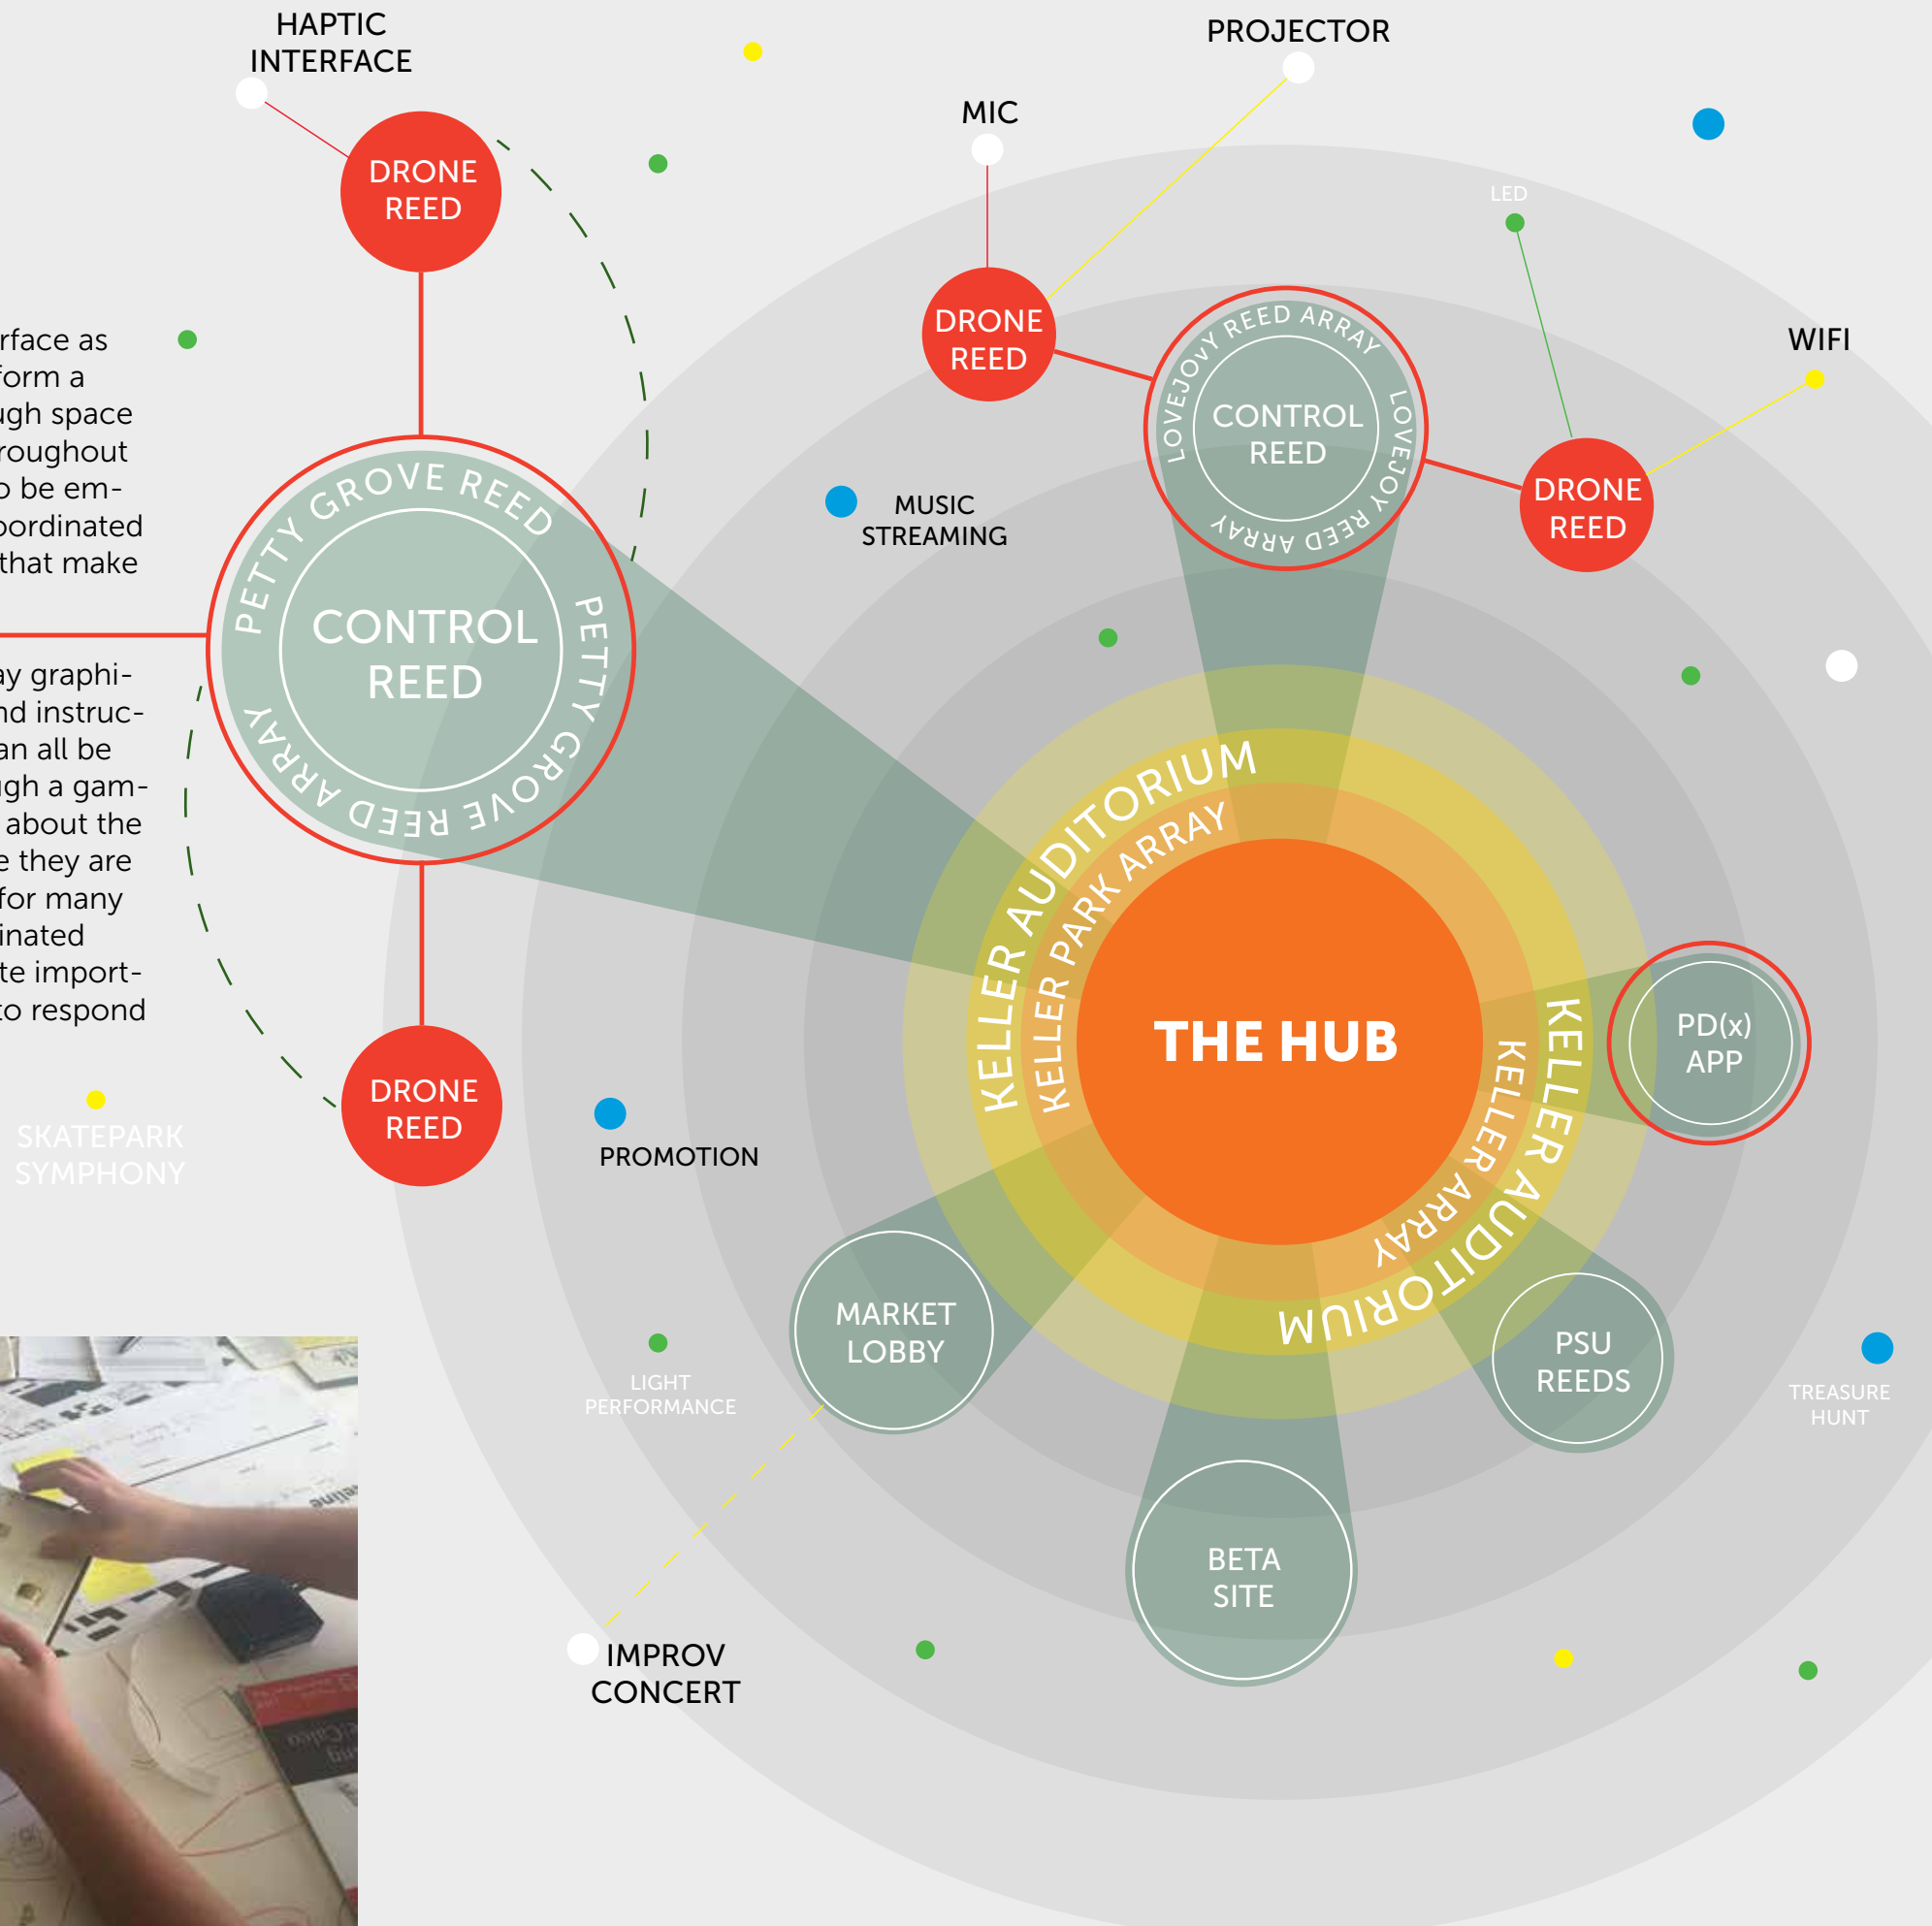 HAPTIC
INTERFACE
PROJECTOR
MIC
DRONE
REED
LED
DRONE
REED
LOVEJOvY REED ARRAY
LOVEJOY REED ARRAY
CONTROL
REED
WIFI
DRONE
REED
rface as
form a
ugh space
roughout
o be em-
oordinated
that make
MUSIC
STREAMING
PETTY GROVE REED
PETTY GROVE REED ARRAY
CONTROL
REED
ay graphi-
nd instruc-
an all be
ugh a gam-
about the
e they are
for many
inated
te import-
to respond
KELLER AUDITORIUM
KELLER PARK ARRAY
THE HUB
KELLER AUDITORIUM
KELLER ARRAY
PD(x)
APP
DRONE
REED
SKATEPARK
SYMPHONY
PROMOTION
MARKET
LOBBY
PSU
REEDS
LIGHT
PERFORMANCE
TREASURE
HUNT
BETA
SITE
IMPROV
CONCERT